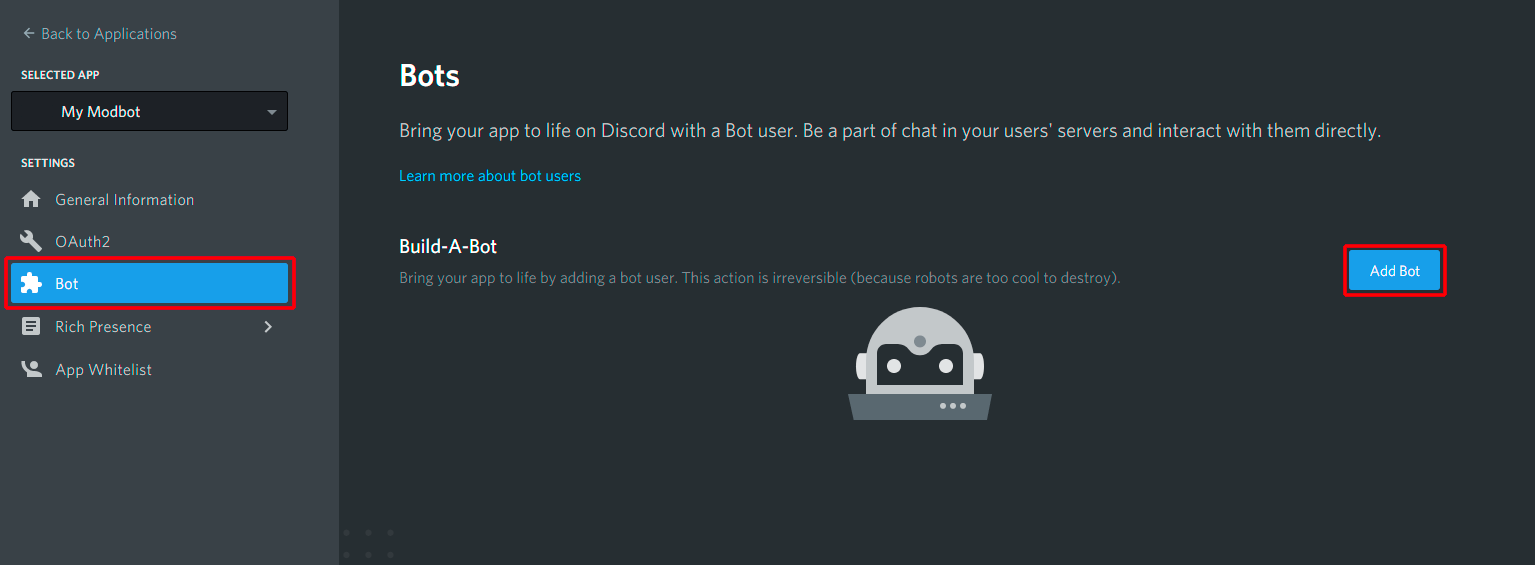 Back to Applications
SELECTED APP
My Modbot
SETTINGS
General Information
OAuth2
Bot
Rich Presence
App Whitelist
Bots
Bring your app to life on Discord with a Bot user. Be a part of chat in your users' servers and interact with them directly.
Learn more about bot users
Build-A-Bot
Bring your app to life by adding a bot user. This action is irreversible (because robots are too cool to destroy).
Add Bot